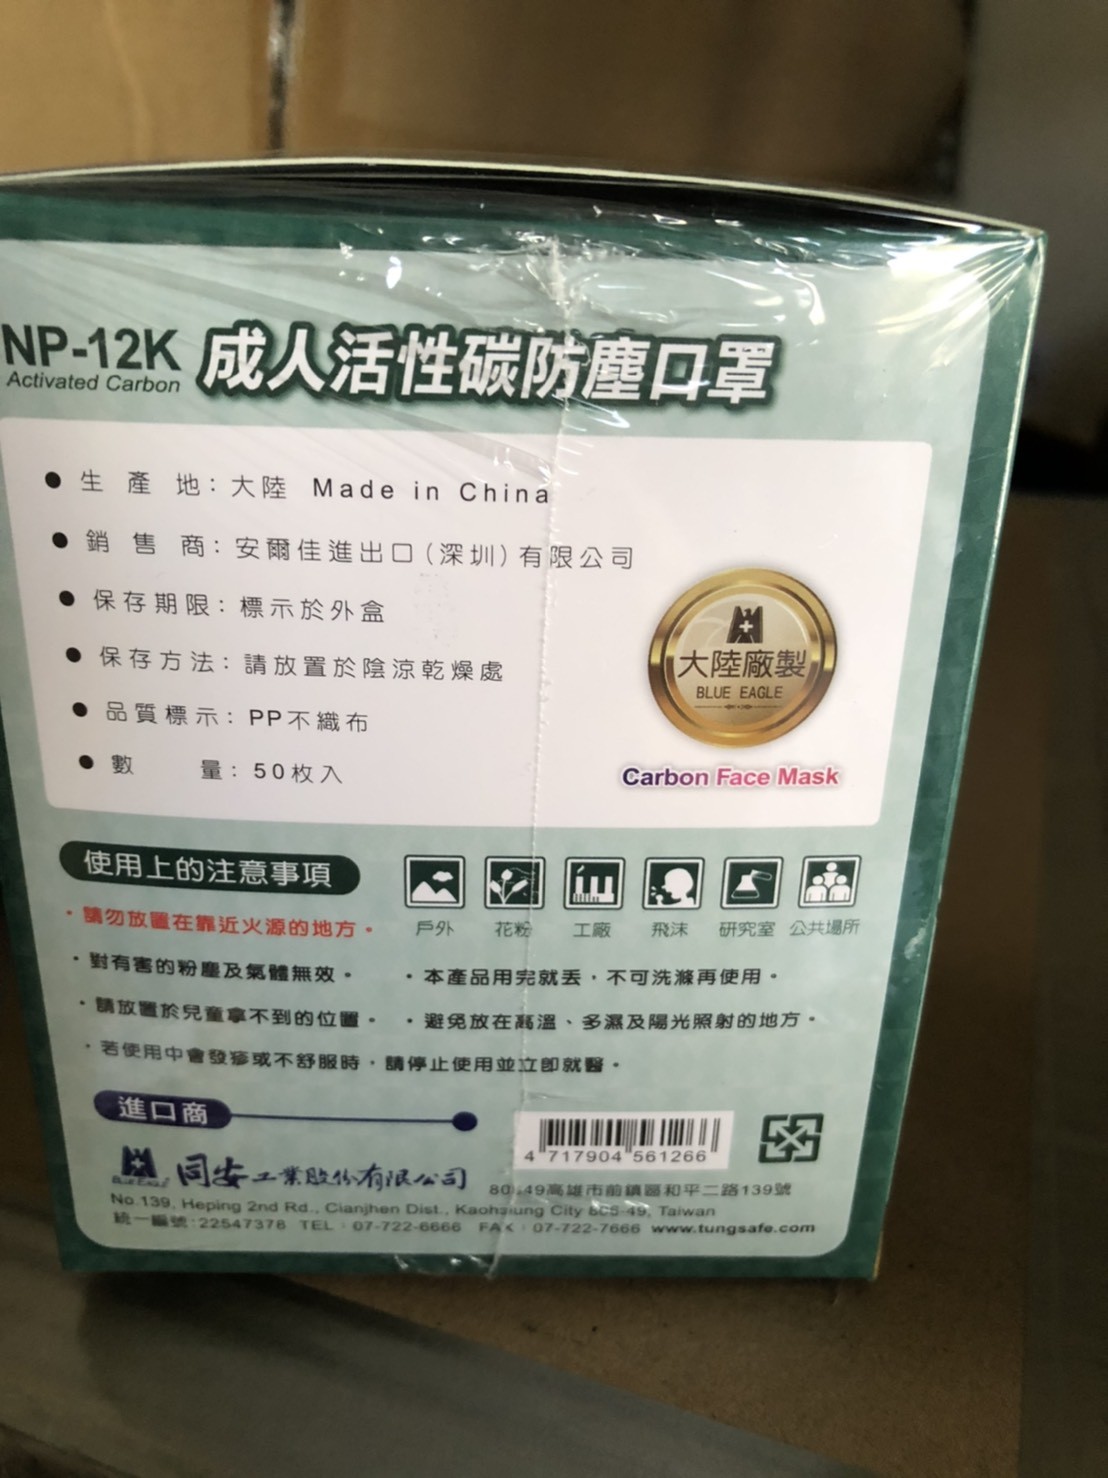 NP-12K 成人活性碳防塵口罩
Activated Carbon
● 生產地：大陸 Made in China
● 銷售商：安爾佳進出口(深圳)有限公司
● 保存期限：標示於外盒
● 保存方法：請放置於陰涼乾燥處
● 品質標示：PP不織布
● 數量：50枚入
大陸廠製
BLUE EAGLE
Carbon Face Mask
使用上的注意事項
戶外 花粉 工廠 飛沫 研究室 公共場所
・請勿放置在靠近火源的地方。
・對有害的粉塵及氣體無效。
・本產品用完就丟，不可洗滌再使用。
・請放置於兒童拿不到的位置。
・避免放在高溫、多濕及陽光照射的地方。
・若使用中會發疹或不舒服時，請停止使用並立即就醫。
進口商
4 717904 561266
BLUE EAGLE
同安工業股份有限公司
高雄市前鎮區和平二路139號
No.139, Heping 2nd Rd., Cianjhen Dist., Kaohsiung City Taiwan
統一編號:22547378 TEL：07-722-6666 FAX：07-722-7666 www.tungsafe.com